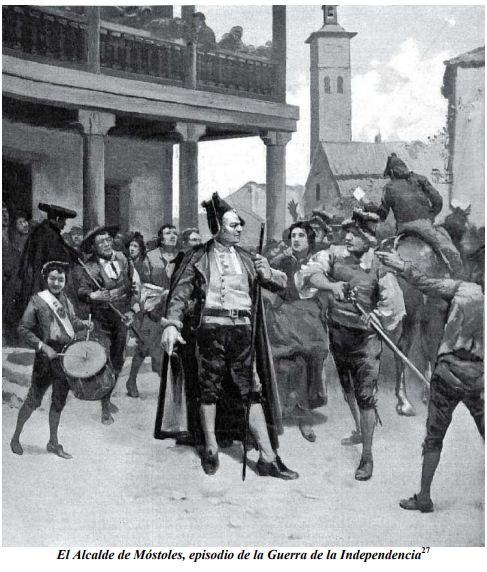 El Alcalde de Móstoles, episodio de la Guerra de la Independencia²⁷